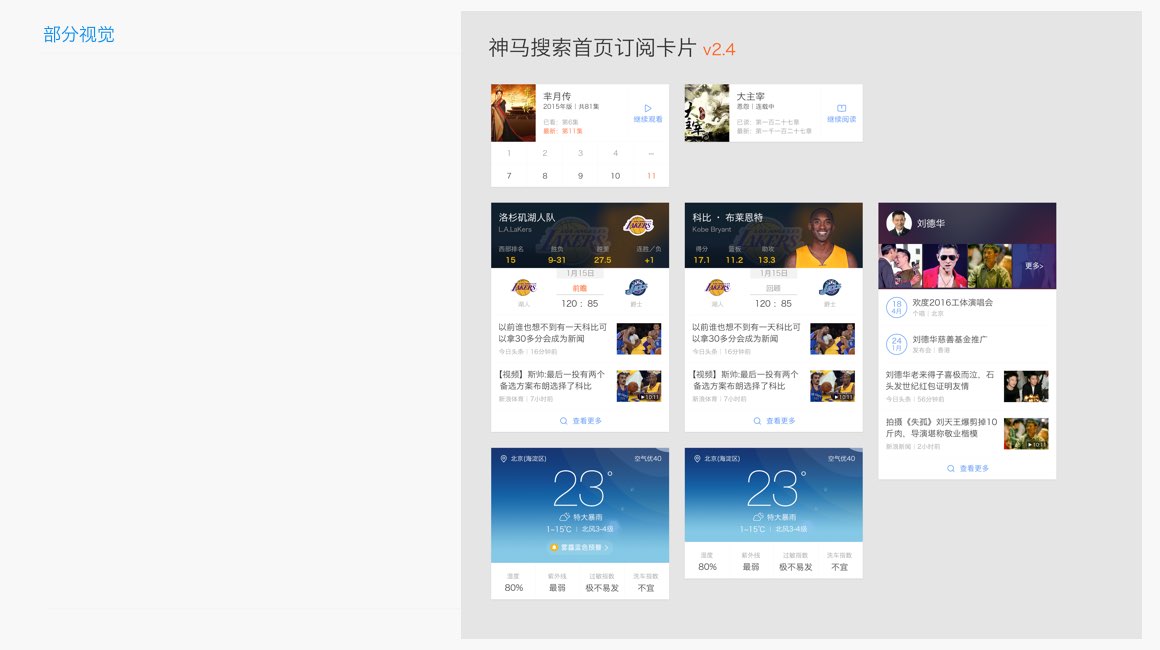 部分视觉
神马搜索首页订阅卡片 v2.4
芈月传
2015年版 | 共81集
已看: 第6集
最新: 第11集
继续观看
1 2 3 4 ...
7 8 9 10 11
大主宰
大主宰
玄幻 | 连载中
已读: 第一百二十七章
最新: 第一千一百二十七章
继续阅读
洛杉矶湖人队
L.A.LaKers
LAKERS
西部排名 胜负 胜差 连胜／负
15 9-31 27.5 +1
1月15日
前瞻
120 : 85
湖人 爵士
以前谁也想不到有一天科比可
以拿30多分会成为新闻
今日头条 | 16分钟前
【视频】斯帅:最后一投有两个
备选方案布朗选择了科比
新浪体育 | 7小时前
10:11
查看更多
科比 · 布莱恩特
Kobe Bryant
得分 篮板 助攻
17.1 11.2 13.3
1月15日
回顾
120 : 85
湖人 爵士
以前谁也想不到有一天科比可
以拿30多分会成为新闻
今日头条 | 16分钟前
【视频】斯帅:最后一投有两个
备选方案布朗选择了科比
新浪体育 | 7小时前
10:11
查看更多
刘德华
更多>
18
4月
欢度2016工体演唱会
个唱 | 北京
24
1月
刘德华慈善基金推广
发布会 | 香港
刘德华老来得子喜极而泣，石
头发世纪红包证明友情
今日头条 | 56分钟前
拍摄《失孤》刘天王爆剪掉10
斤肉，导演堪称敬业楷模
新浪新闻 | 2小时前
10:11
查看更多
北京(海淀区) 空气优40
23°
特大暴雨
1~15℃ | 北风3-4级
雷暴蓝色预警 >
湿度 紫外线 过敏指数 洗车指数
80% 最弱 极不易发 不宜
北京(海淀区) 空气优40
23°
特大暴雨
1~15℃ | 北风3-4级
湿度 紫外线 过敏指数 洗车指数
80% 最弱 极不易发 不宜